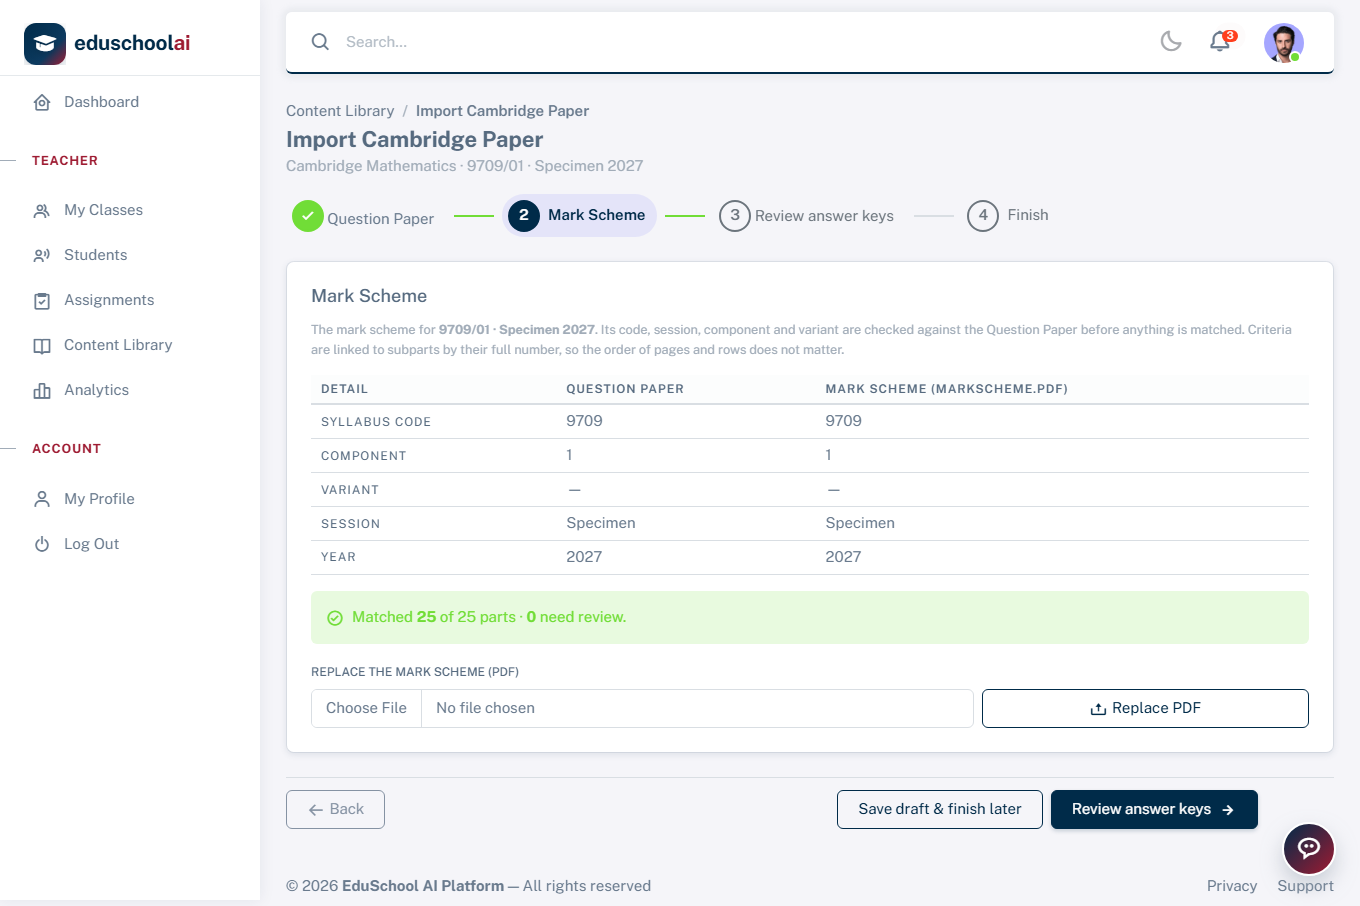 eduschoolai
Search...
3
Dashboard
TEACHER
My Classes
Students
Assignments
Content Library
Analytics
ACCOUNT
My Profile
Log Out
Content Library / Import Cambridge Paper
Import Cambridge Paper
Cambridge Mathematics · 9709/01 · Specimen 2027
Question Paper
2 Mark Scheme
3 Review answer keys
4 Finish
Mark Scheme
The mark scheme for 9709/01 · Specimen 2027. Its code, session, component and variant are checked against the Question Paper before anything is matched. Criteria
are linked to subparts by their full number, so the order of pages and rows does not matter.
DETAIL QUESTION PAPER MARK SCHEME (MARKSCHEME.PDF)
SYLLABUS CODE 9709 9709
COMPONENT 1 1
VARIANT — —
SESSION Specimen Specimen
YEAR 2027 2027
Matched 25 of 25 parts · 0 need review.
REPLACE THE MARK SCHEME (PDF)
Choose File No file chosen
Replace PDF
Back
Save draft & finish later
Review answer keys
© 2026 EduSchool AI Platform — All rights reserved
Privacy Support